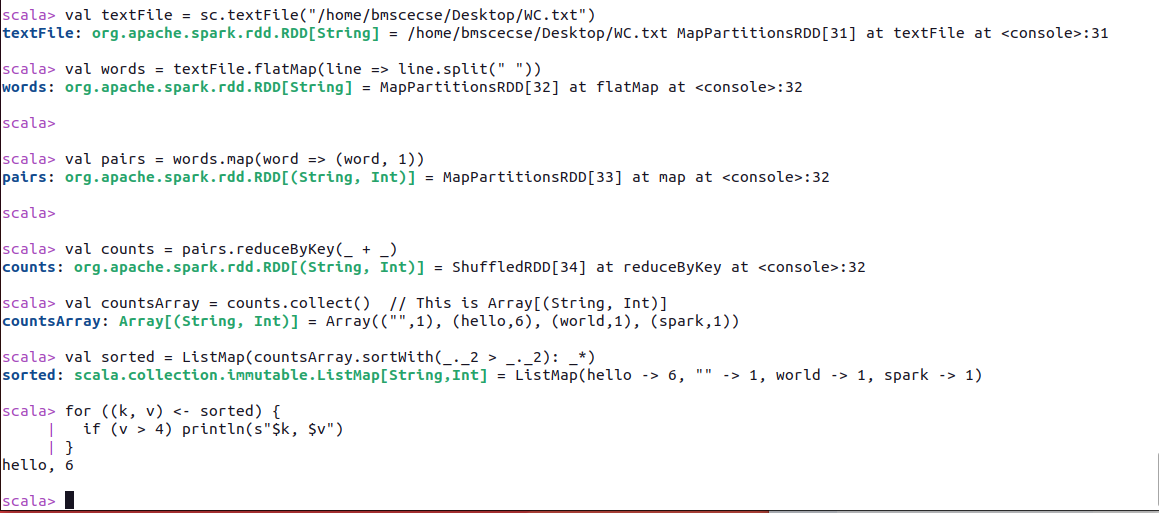 scala> val textFile = sc.textFile("/home/bmscecse/Desktop/WC.txt")
textFile: org.apache.spark.rdd.RDD[String] = /home/bmscecse/Desktop/WC.txt MapPartitionsRDD[31] at textFile at <console>:31
scala> val words = textFile.flatMap(line => line.split(" "))
words: org.apache.spark.rdd.RDD[String] = MapPartitionsRDD[32] at flatMap at <console>:32
scala>
scala> val pairs = words.map(word => (word, 1))
pairs: org.apache.spark.rdd.RDD[(String, Int)] = MapPartitionsRDD[33] at map at <console>:32
scala>
scala> val counts = pairs.reduceByKey(_ + _)
counts: org.apache.spark.rdd.RDD[(String, Int)] = ShuffledRDD[34] at reduceByKey at <console>:32
scala> val countsArray = counts.collect()  // This is Array[(String, Int)]
countsArray: Array[(String, Int)] = Array(("",1), (hello,6), (world,1), (spark,1))
scala> val sorted = ListMap(countsArray.sortWith(_._2 > _._2): _*)
sorted: scala.collection.immutable.ListMap[String,Int] = ListMap(hello -> 6, "" -> 1, world -> 1, spark -> 1)
scala> for ((k, v) <- sorted) {
     |   if (v > 4) println(s"$k, $v")
     | }
hello, 6
scala>